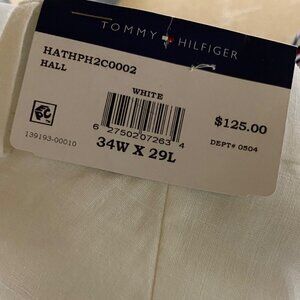 TOMMY HILFIGER
HATHPH2C0002
HALL
WHITE
6 27502 07263 4
$125.00
139193-00010
34W X 29L
DEPT# 0504